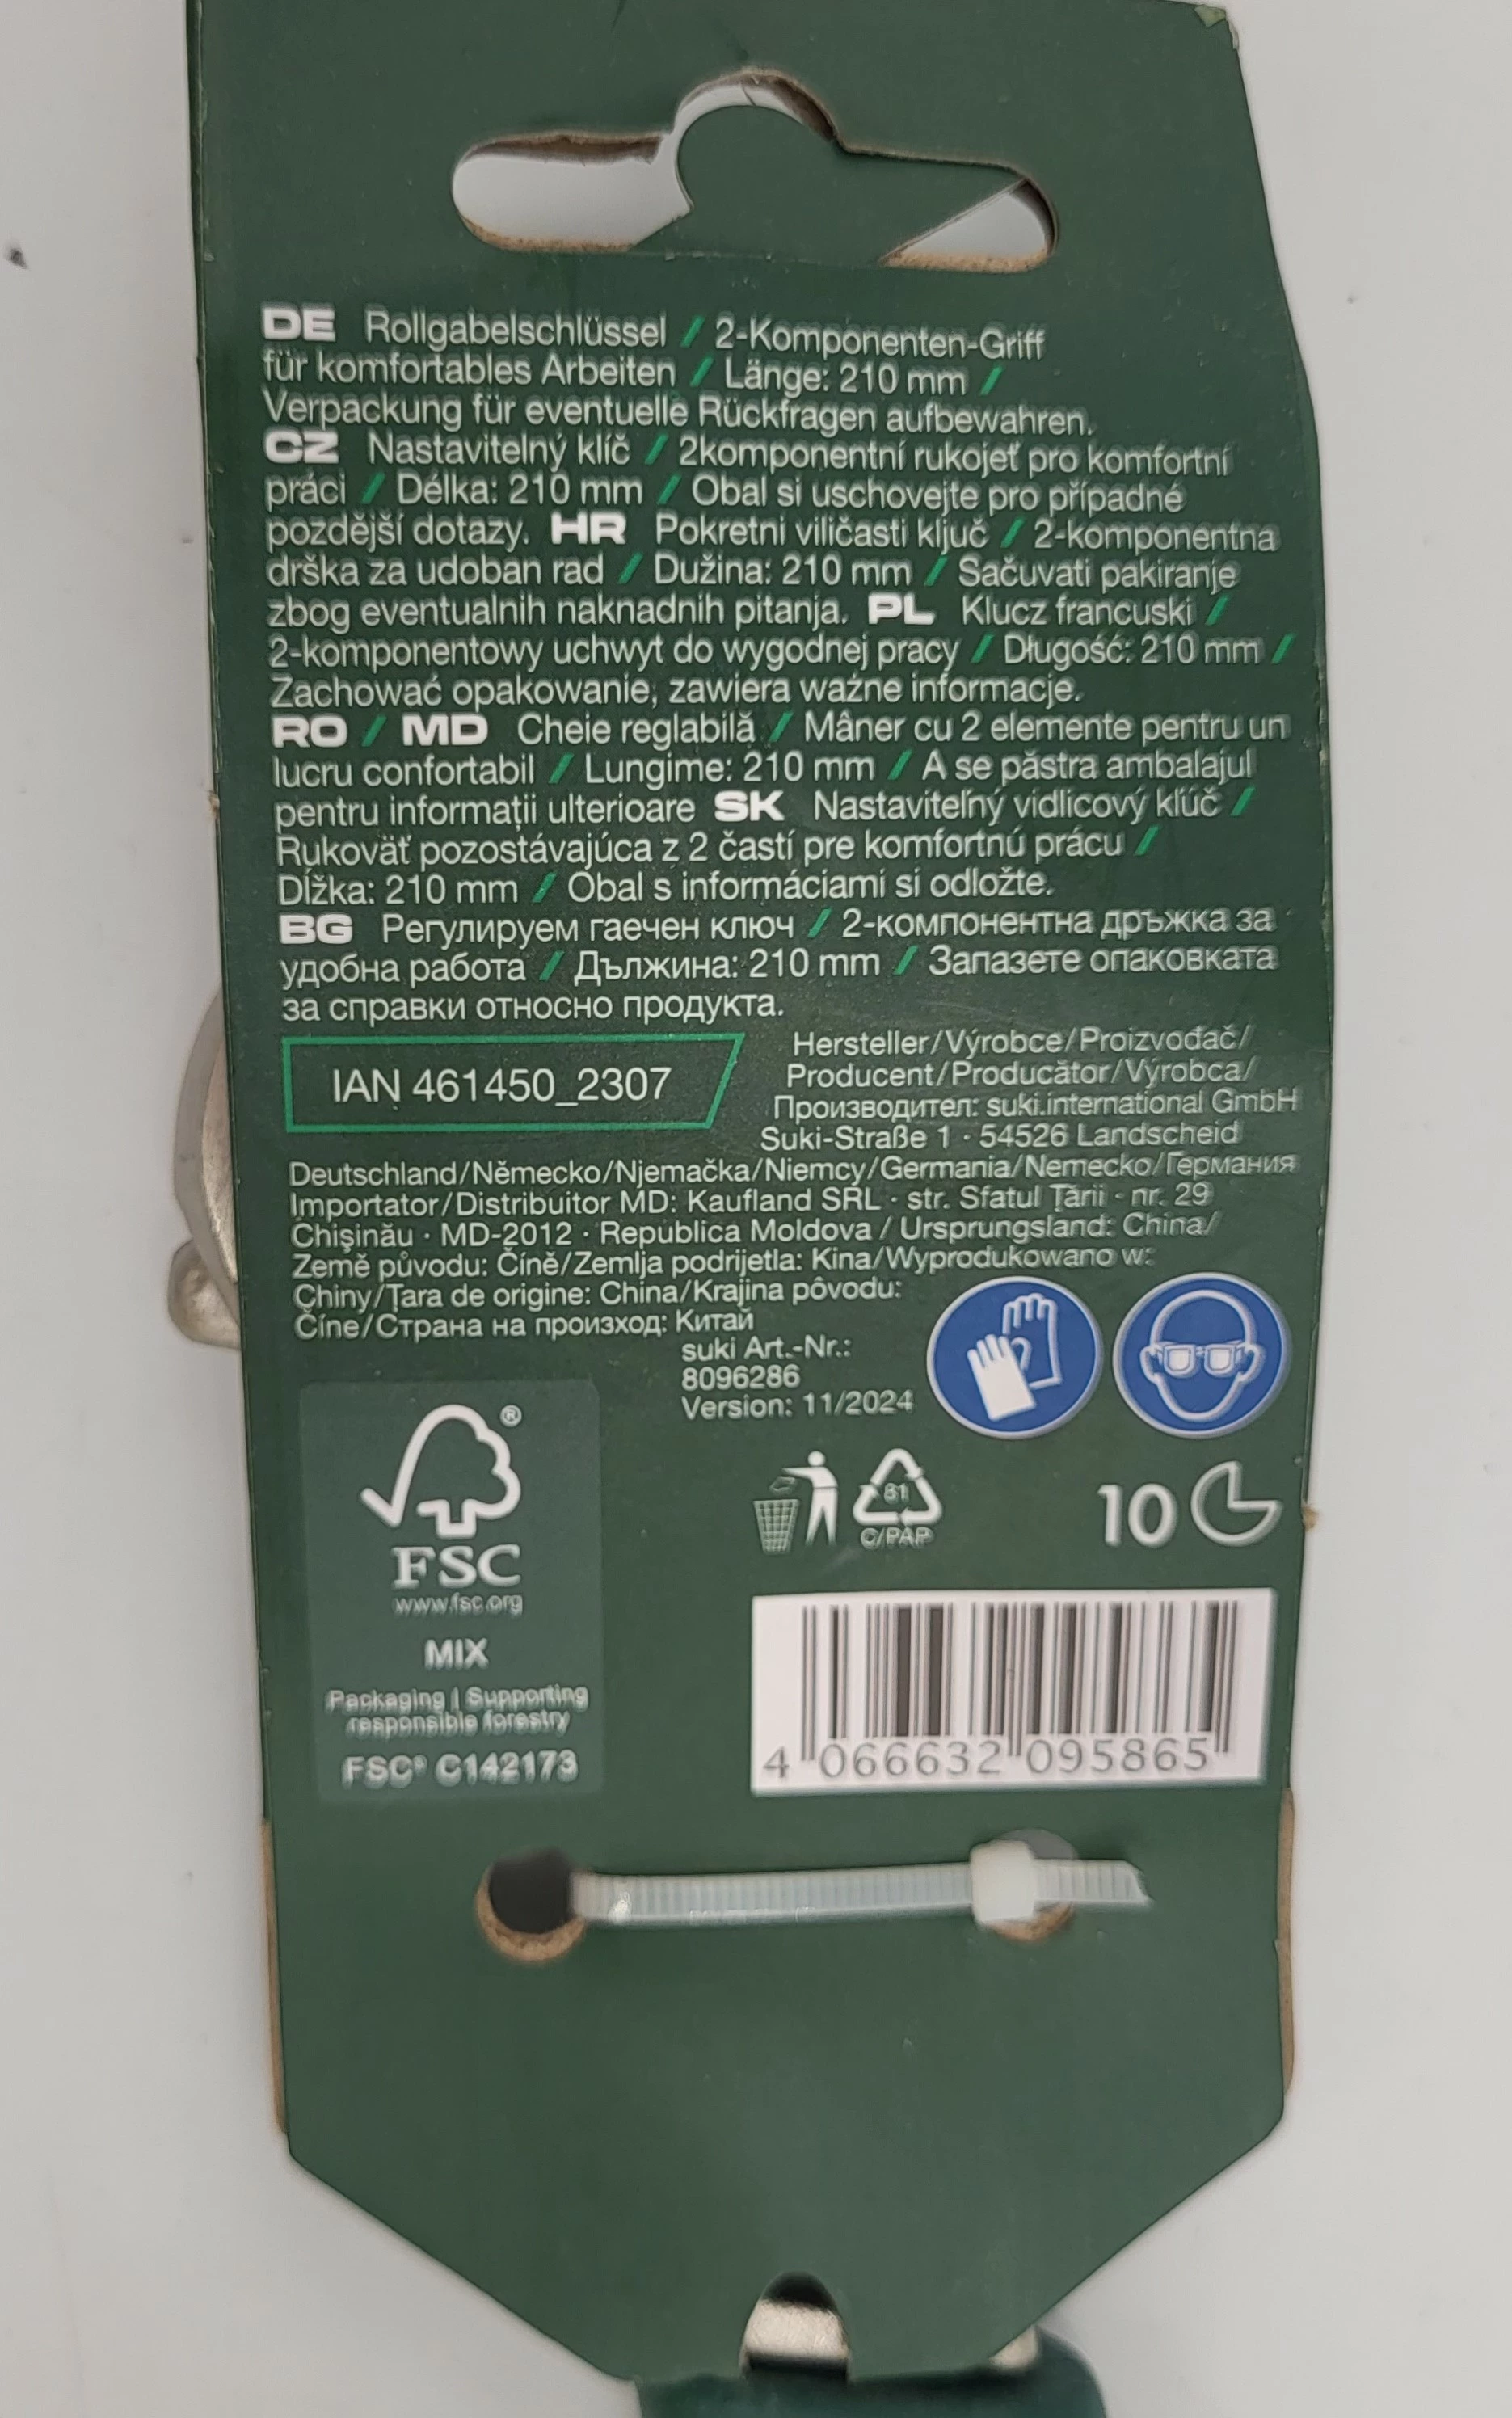 DE Rollgabelschlüssel / 2-Komponenten-Griff
für komfortables Arbeiten / Länge: 210 mm /
Verpackung für eventuelle Rückfragen aufbewahren.
CZ Nastavitelný klíč / 2komponentní rukojeť pro komfortní
práci / Délka: 210 mm / Obal si uschovejte pro případné
pozdější dotazy. HR Pokretni viličasti ključ / 2-komponentna
drška za udoban rad / Dužina: 210 mm / Sačuvati pakiranje
zbog eventualnih naknadnih pitanja. PL Klucz francuski /
2-komponentowy uchwyt do wygodnej pracy / Długość: 210 mm /
Zachować opakowanie, zawiera ważne informacje.
RO / MD Cheie reglabilă / Mâner cu 2 elemente pentru un
lucru confortabil / Lungime: 210 mm / A se păstra ambalajul
pentru informații ulterioare SK Nastaviteľný vidlicový kľúč /
Rukoväť pozostávajúca z 2 častí pre komfortnú prácu /
Dĺžka: 210 mm / Obal s informáciami si odložte.
BG Регулируем гаечен ключ / 2-компонентна дръжка за
удобна работа / Дължина: 210 mm / Запазете опаковката
за справки относно продукта.
IAN 461450_2307
Hersteller/Výrobce/Proizvođač/
Producent/Producător/Výrobca/
Производител: suki.international GmbH
Suki-Straße 1 · 54526 Landscheid
Deutschland/Německo/Njemačka/Niemcy/Germania/Nemecko/Германия
Importator/Distribuitor MD: Kaufland SRL · str. Sfatul Țării - nr. 29
Chişinău · MD-2012 · Republica Moldova / Ursprungsland: China/
Země původu: Číně/Zemlja podrijetla: Kina/Wyprodukowano w:
Chiny/Țara de origine: China/Krajina pôvodu:
Číne/Страна на произход: Китай
suki Art.-Nr.:
8096286
Version: 11/2024
®
FSC
www.fsc.org
MIX
Packaging | Supporting
responsible forestry
FSC® C142173
81
C/PAP
10
4 066632 095865